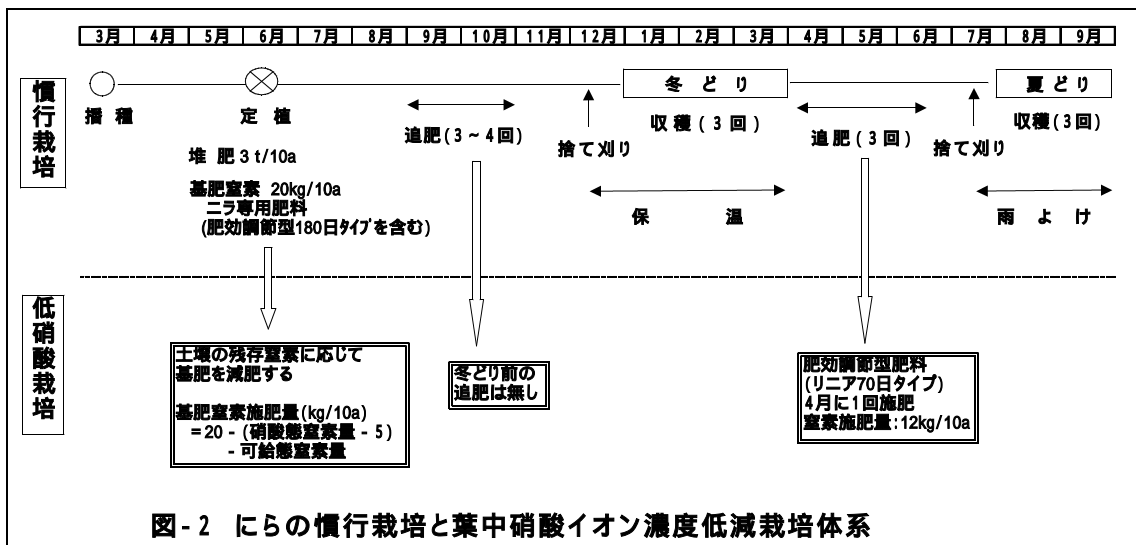 3月 4月 5月 6月 7月 8月 9月 10月 11月 12月 1月 2月 3月 4月 5月 6月 7月 8月 9月
慣行栽培
播種
定植
堆肥 3 t/10a
基肥窒素 20kg/10a
ニラ専用肥料
(肥効調節型180日タイプを含む)
追肥(3~4回)
捨て刈り
冬どり
収穫(3回)
保温
追肥(3回)
捨て刈り
夏どり
収穫(3回)
雨よけ
低硝酸栽培
土壌の残存窒素に応じて
基肥を減肥する
基肥窒素施肥量(kg/10a)
=20-(硝酸態窒素量-5)
-可給態窒素量
冬どり前の
追肥は無し
肥効調節型肥料
(リニア70日タイプ)
4月に1回施肥
窒素施肥量:12kg/10a
図-2 にらの慣行栽培と葉中硝酸イオン濃度低減栽培体系